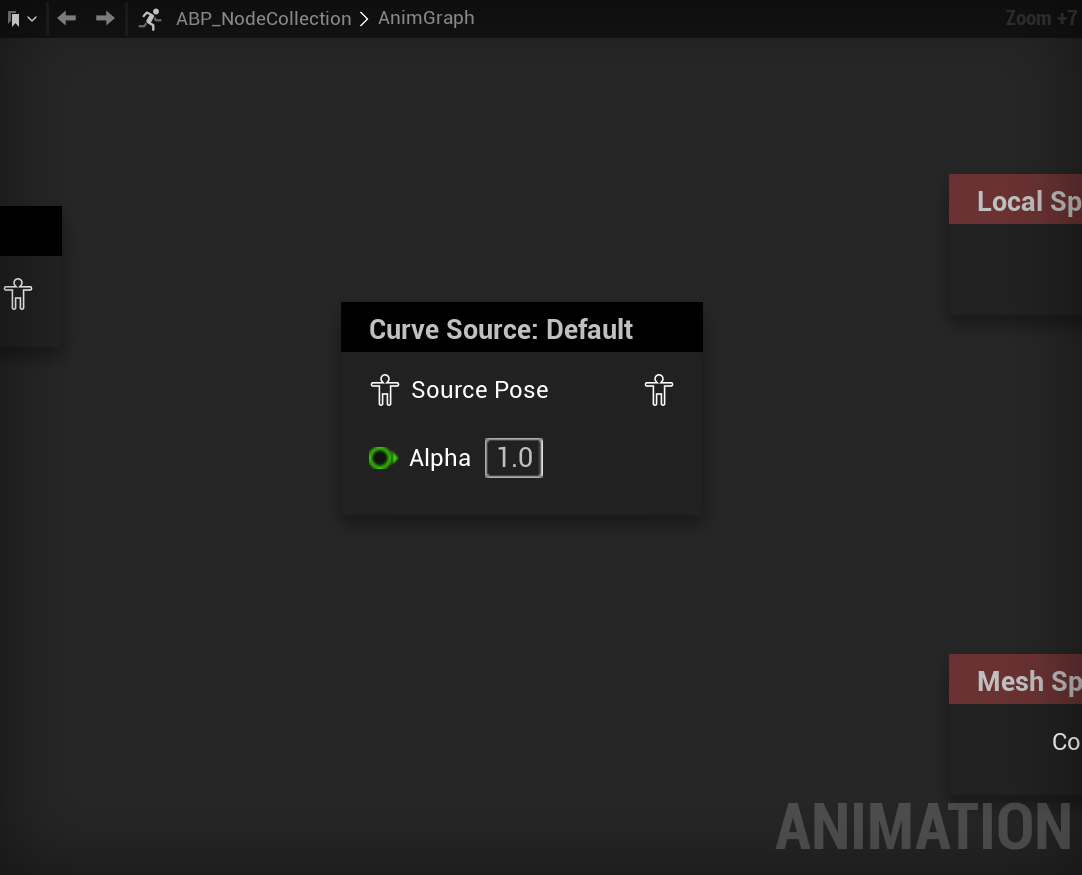 ABP_NodeCollection > AnimGraph
Zoom +7
Local Sp
Curve Source: Default
Source Pose
Alpha 1.0
Mesh Sp
Co
ANIMATION